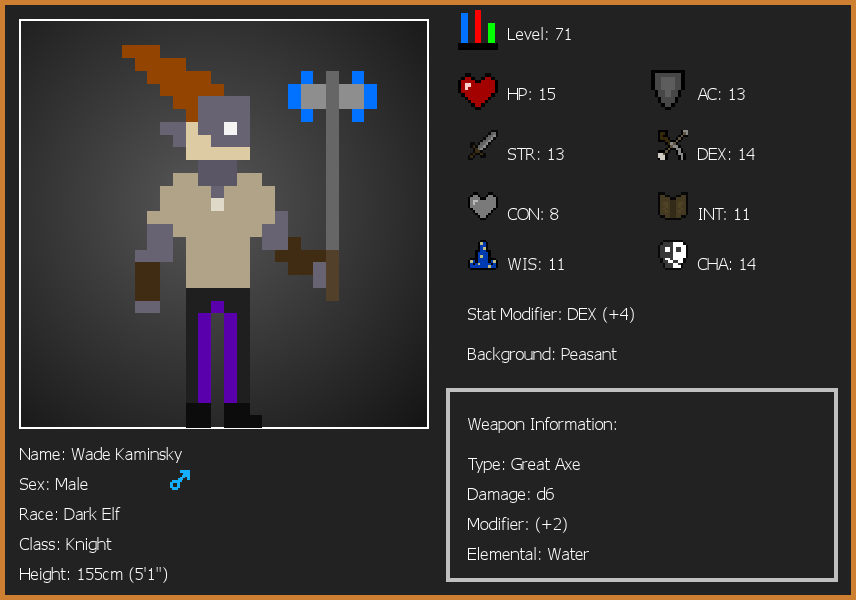 Level: 71
HP: 15
AC: 13
STR: 13
DEX: 14
CON: 8
INT: 11
WIS: 11
CHA: 14
Stat Modifier: DEX (+4)
Background: Peasant
Weapon Information:
Type: Great Axe
Damage: d6
Modifier: (+2)
Elemental: Water
Name: Wade Kaminsky
Sex: Male
Race: Dark Elf
Class: Knight
Height: 155cm (5'1")